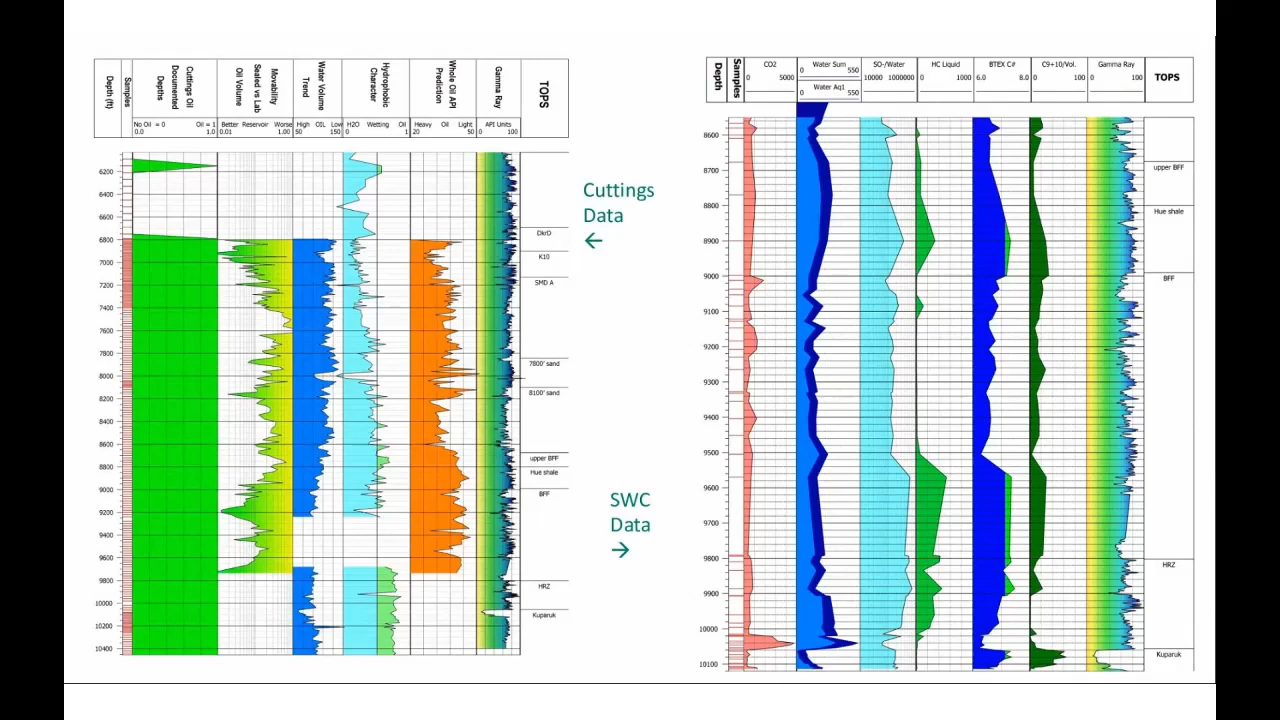 Depth (ft)
Samples
Cuttings Oil Documented Depths
Movability Sealed vs Lab Oil Volume
Water Volume Trend
Hydrophobic Character
Whole Oil API Prediction
Gamma Ray
TOPS
No Oil = 0 Oil = 1
0.0 1.0
Better Reservoir Worse
0.01 1.00
High OIL Low
50 150
H2O Wetting Oil
0 1
Heavy Oil Light
20 50
API Units
0 100
6200
6400
6600
6800
7000
7200
7400
7600
7800
8000
8200
8400
8600
8800
9000
9200
9400
9600
9800
10000
10200
10400
DkrD
K10
SMD A
7800' sand
8100' sand
upper BFF
Hue shale
BFF
HRZ
Kuparuk
Cuttings
Data
←
SWC
Data
→
Depth
Samples
CO2
0 5000
Water Sum
0 550
Water Aq1
0 550
SO-/Water
10000 1000000
HC Liquid
0 1000
BTEX C#
6.0 8.0
C9+10/Vol.
0 100
Gamma Ray
0 100
TOPS
8600
8700
8800
8900
9000
9100
9200
9300
9400
9500
9600
9700
9800
9900
10000
10100
upper BFF
Hue shale
BFF
HRZ
Kuparuk